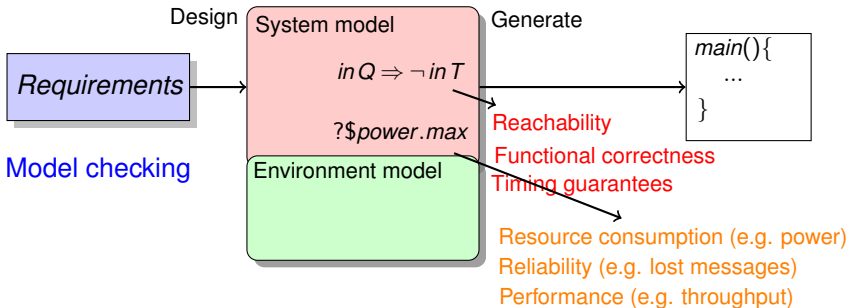 Design
System model
Generate
Requirements
in Q ⇒ ¬ in T
main(){
...
}
?$power.max
Reachability
Model checking
Environment model
Functional correctness
Timing guarantees
Resource consumption (e.g. power)
Reliability (e.g. lost messages)
Performance (e.g. throughput)